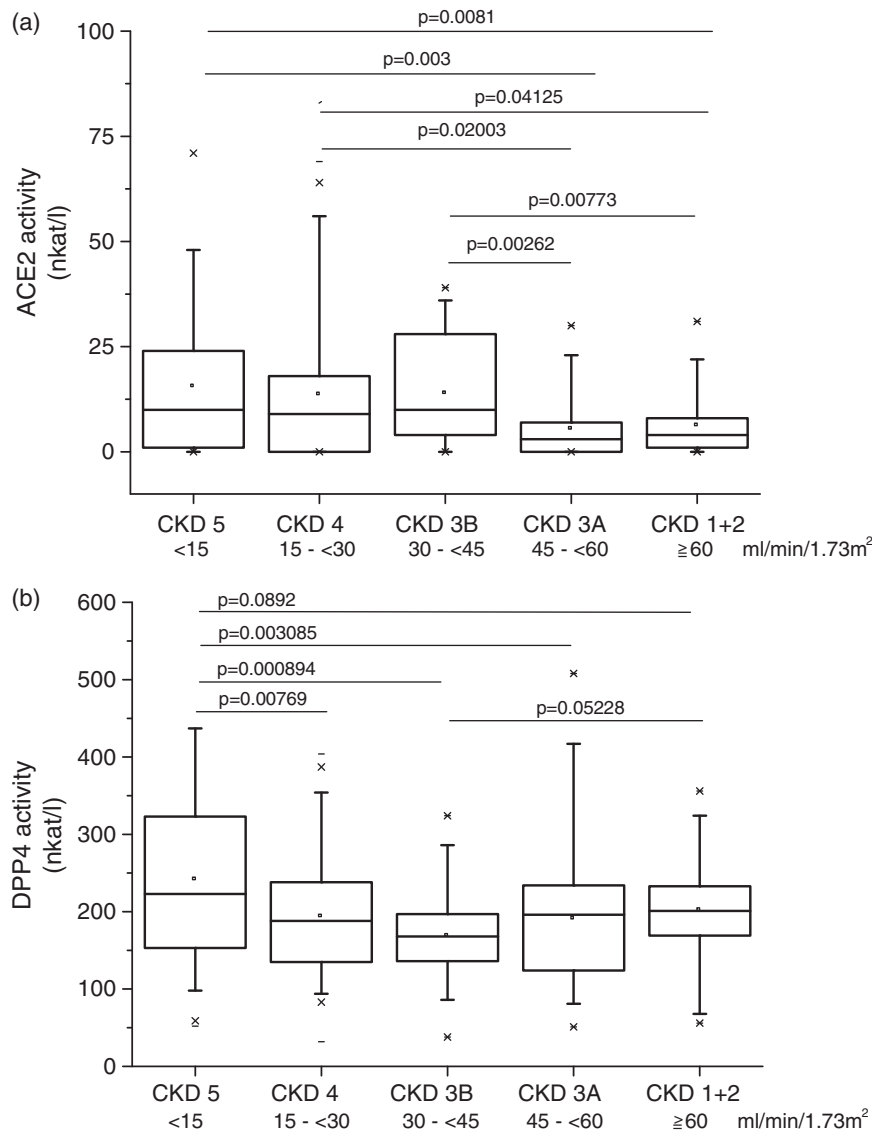 (a)
100
75
50
25
0
ACE2 activity
(nkat/l)
p=0.0081
p=0.003
p=0.04125
p=0.02003
p=0.00773
p=0.00262
CKD 5 CKD 4 CKD 3B CKD 3A CKD 1+2
<15 15 - <30 30 - <45 45 - <60 ≧60 ml/min/1.73m²
(b)
600
500
400
300
200
100
0
DPP4 activity
(nkat/l)
p=0.0892
p=0.003085
p=0.000894
p=0.00769
p=0.05228
CKD 5 CKD 4 CKD 3B CKD 3A CKD 1+2
<15 15 - <30 30 - <45 45 - <60 ≧60 ml/min/1.73m²